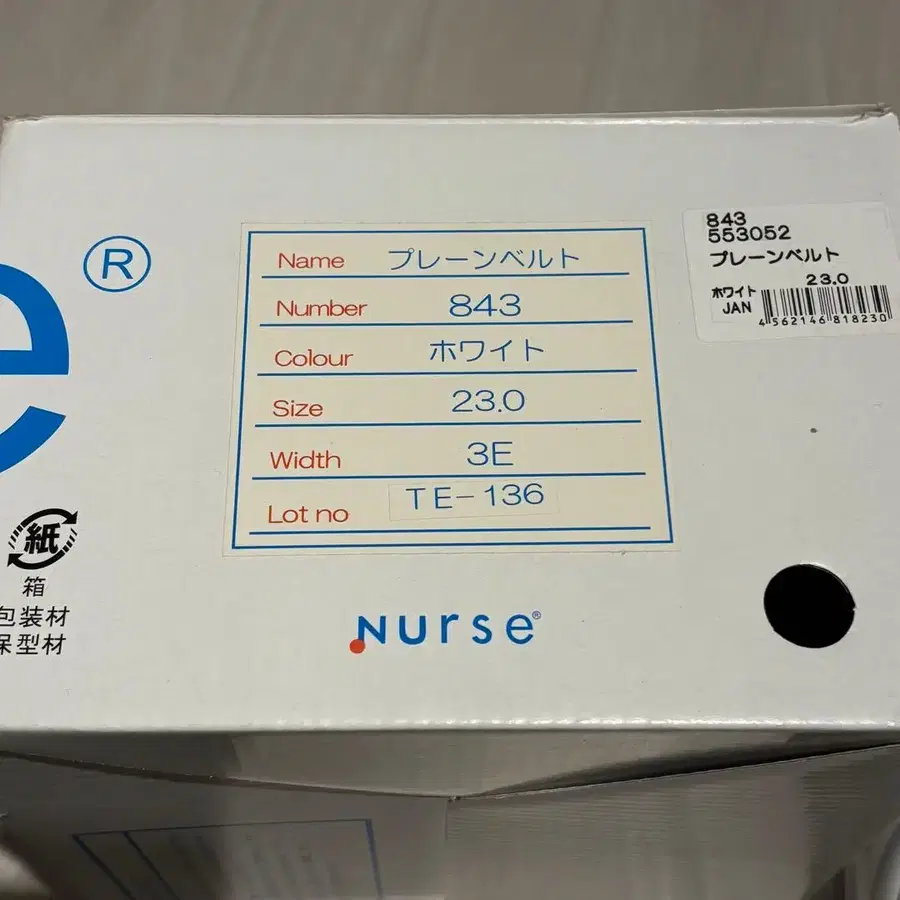 e®
Name プレーンベルト
Number 843
Colour ホワイト
Size 23.0
Width 3E
Lot no TE-136
843
553052
プレーンベルト
ホワイト 23.0
JAN 4562146818230
紙
箱
包装材
保型材
Nurse®